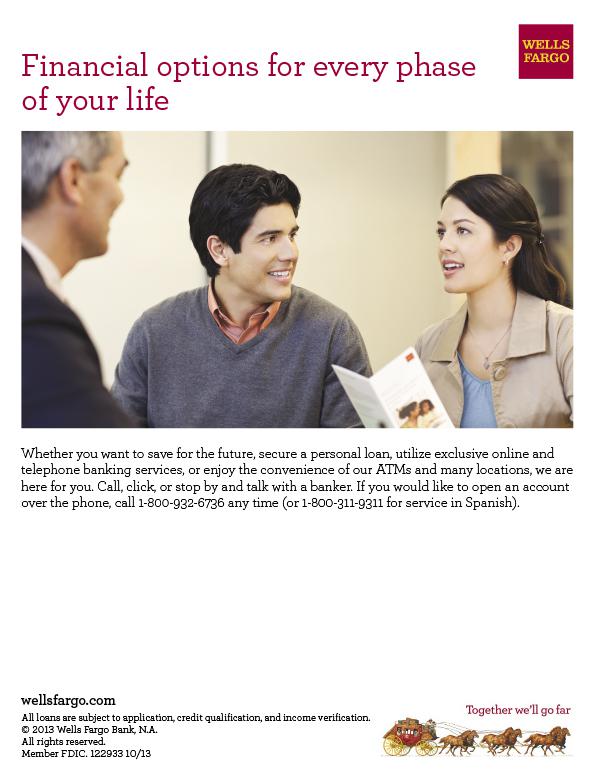 WELLS
FARGO
Financial options for every phase
of your life
Whether you want to save for the future, secure a personal loan, utilize exclusive online and
telephone banking services, or enjoy the convenience of our ATMs and many locations, we are
here for you. Call, click, or stop by and talk with a banker. If you would like to open an account
over the phone, call 1-800-932-6736 any time (or 1-800-311-9311 for service in Spanish).
wellsfargo.com
All loans are subject to application, credit qualification, and income verification.
© 2013 Wells Fargo Bank, N.A.
All rights reserved.
Member FDIC. 122933 10/13
Together we'll go far